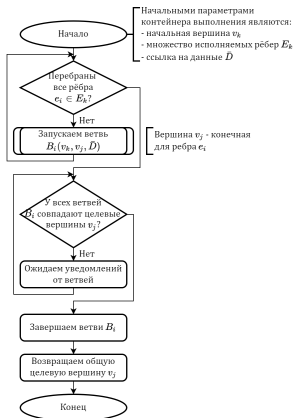 Начало
Начальными параметрами
контейнера выполнения являются:
- начальная вершина v_k
- множество исполняемых рёбер E_k
- ссылка на данные D̄
Перебраны
все рёбра
e_i ∈ E_k?
Нет
Запускаем ветвь
B_i(v_k, v_j, D̄)
Вершина v_j - конечная
для ребра e_i
У всех ветвей
B_i совпадают целевые
вершины v_j?
Нет
Ожидаем уведомлений
от ветвей
Завершаем ветви B_i
Возвращаем общую
целевую вершину v_j
Конец